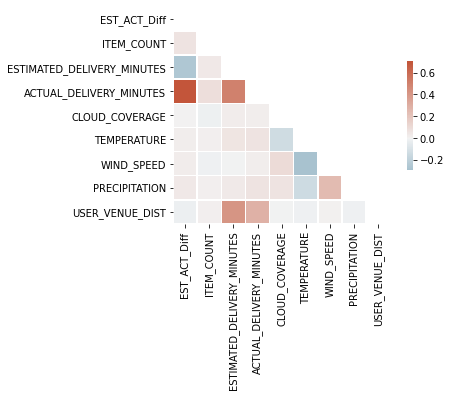 EST_ACT_Diff
ITEM_COUNT
ESTIMATED_DELIVERY_MINUTES
ACTUAL_DELIVERY_MINUTES
CLOUD_COVERAGE
TEMPERATURE
WIND_SPEED
PRECIPITATION
USER_VENUE_DIST
EST_ACT_Diff
ITEM_COUNT
ESTIMATED_DELIVERY_MINUTES
ACTUAL_DELIVERY_MINUTES
CLOUD_COVERAGE
TEMPERATURE
WIND_SPEED
PRECIPITATION
USER_VENUE_DIST
0.6
0.4
0.2
0.0
−0.2